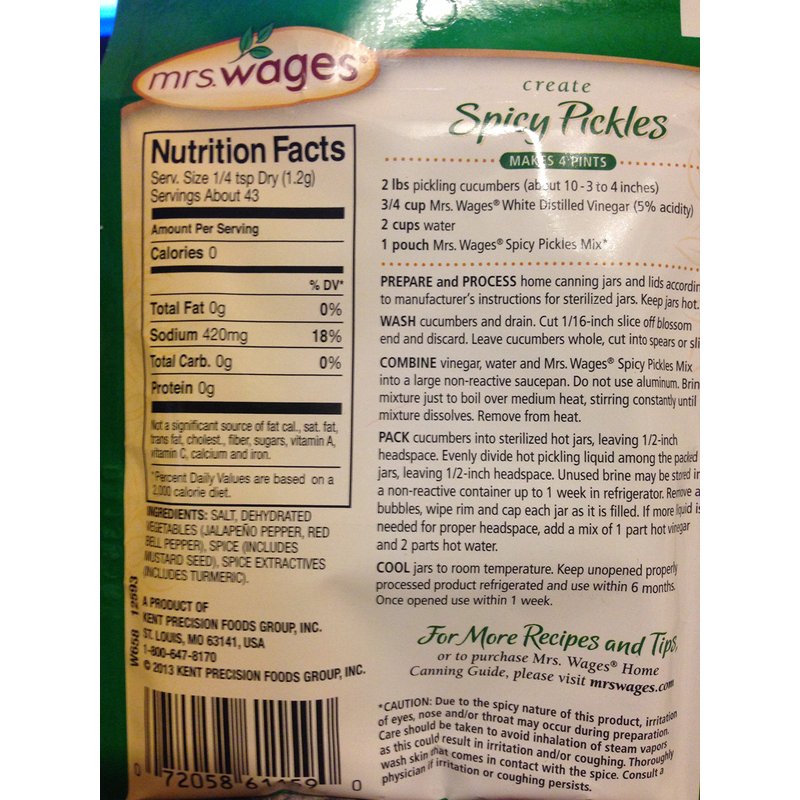 mrs. wages®
Nutrition Facts
Serv. Size 1/4 tsp Dry (1.2g)
Servings About 43
Amount Per Serving
Calories 0
% DV*
Total Fat 0g 0%
Sodium 420mg 18%
Total Carb. 0g 0%
Protein 0g
Not a significant source of fat cal., sat. fat,
trans fat, cholest., fiber, sugars, vitamin A,
vitamin C, calcium and iron.
*Percent Daily Values are based on a
2,000 calorie diet.
INGREDIENTS: SALT, DEHYDRATED
VEGETABLES (JALAPEÑO PEPPER, RED
BELL PEPPER), SPICE (INCLUDES
MUSTARD SEED), SPICE EXTRACTIVES
(INCLUDES TURMERIC).
A PRODUCT OF
KENT PRECISION FOODS GROUP, INC.
ST. LOUIS, MO 63141, USA
1-800-647-8170
© 2013 KENT PRECISION FOODS GROUP, INC.
W658 12593
0 72058 0
create
Spicy Pickles
MAKES 4 PINTS
2 lbs pickling cucumbers (about 10 - 3 to 4 inches)
3/4 cup Mrs. Wages® White Distilled Vinegar (5% acidity)
2 cups water
1 pouch Mrs. Wages® Spicy Pickles Mix*
PREPARE and PROCESS home canning jars and lids accordin
to manufacturer's instructions for sterilized jars. Keep jars hot.
WASH cucumbers and drain. Cut 1/16-inch slice off blossom
end and discard. Leave cucumbers whole, cut into spears or sli
COMBINE vinegar, water and Mrs. Wages® Spicy Pickles Mix
into a large non-reactive saucepan. Do not use aluminum. Brin
mixture just to boil over medium heat, stirring constantly until
mixture dissolves. Remove from heat.
PACK cucumbers into sterilized hot jars, leaving 1/2-inch
headspace. Evenly divide hot pickling liquid among the packed
jars, leaving 1/2-inch headspace. Unused brine may be stored in
a non-reactive container up to 1 week in refrigerator. Remove a
bubbles, wipe rim and cap each jar as it is filled. If more liquid is
needed for proper headspace, add a mix of 1 part hot vinegar
and 2 parts hot water.
COOL jars to room temperature. Keep unopened properly
processed product refrigerated and use within 6 months.
Once opened use within 1 week.
For More Recipes and Tips,
or to purchase Mrs. Wages® Home
Canning Guide, please visit mrswages.com
*CAUTION: Due to the spicy nature of this product, irritation
of eyes, nose and/or throat may occur during preparation.
Care should be taken to avoid inhalation of steam vapors
as this could result in irritation and/or coughing. Thoroughly
wash skin that comes in contact with the spice. Consult a
physician if irritation or coughing persists.